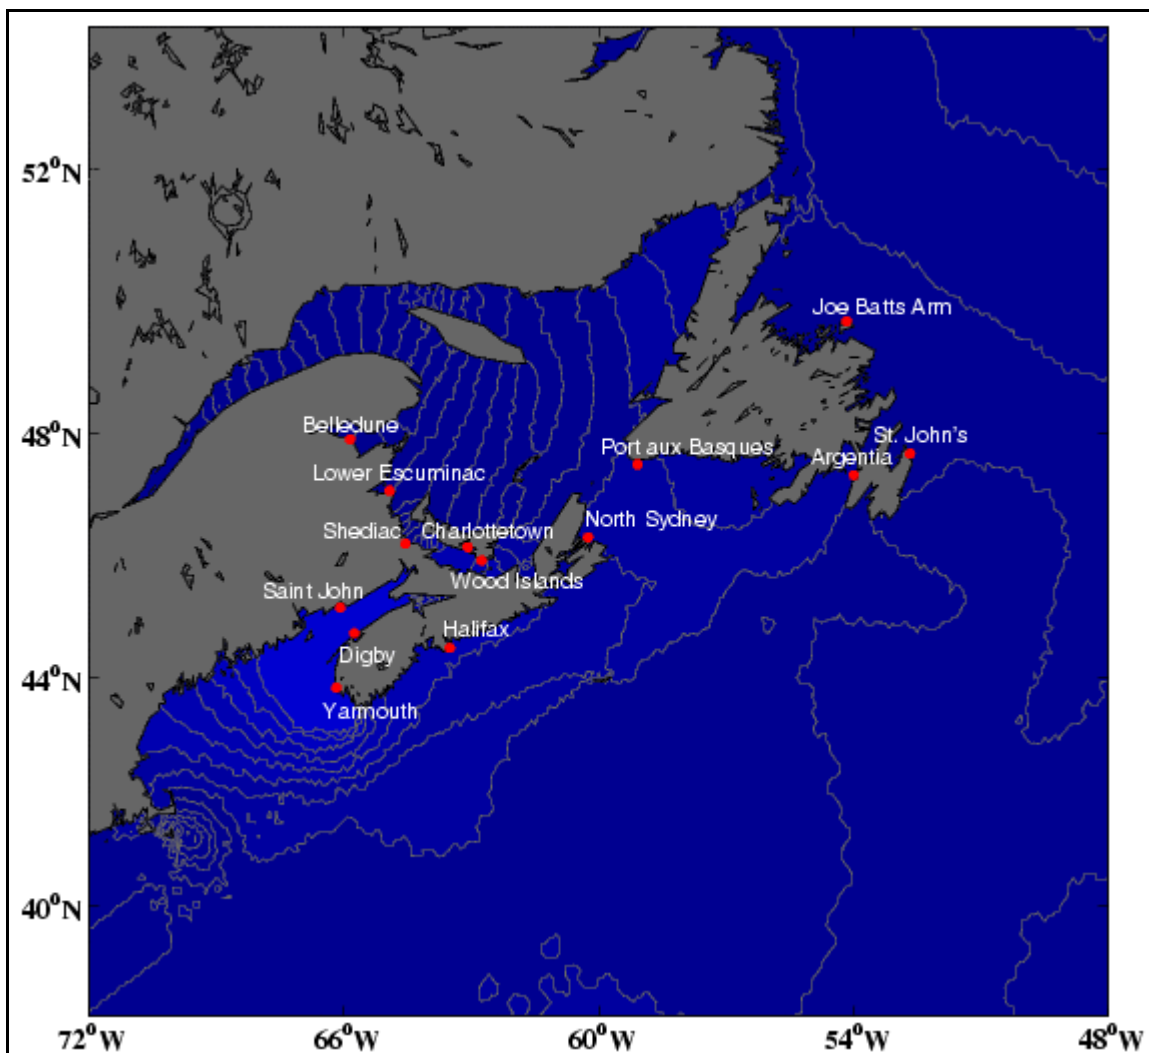 52°N
Joe Batts Arm
Belledune
48°N
St. John's
Port aux Basques
Argentia
Lower Escuminac
North Sydney
Shediac
Charlottetown
Wood Islands
Saint John
Halifax
Digby
44°N
Yarmouth
40°N
72°W
66°W
60°W
54°W
48°W